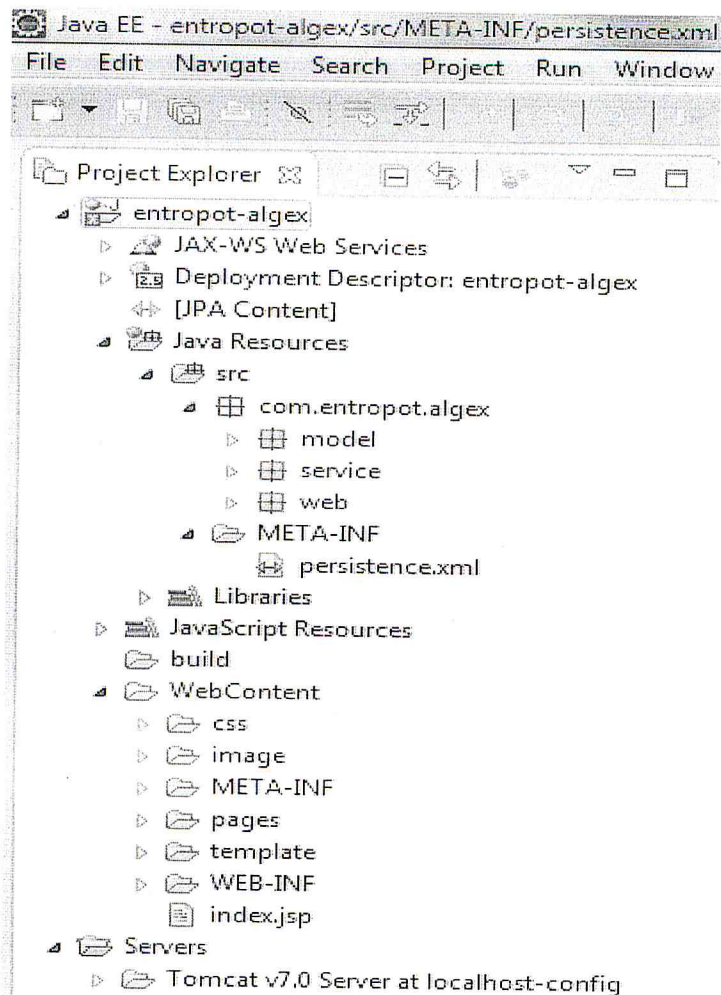 Java EE - entropot-algex/src/META-INF/persistence.xml
File Edit Navigate Search Project Run Window
Project Explorer
entropot-algex
JAX-WS Web Services
2.5 Deployment Descriptor: entropot-algex
[JPA Content]
Java Resources
src
com.entropot.algex
model
service
web
META-INF
persistence.xml
Libraries
JavaScript Resources
build
WebContent
css
image
META-INF
pages
template
WEB-INF
index.jsp
Servers
Tomcat v7.0 Server at localhost-config